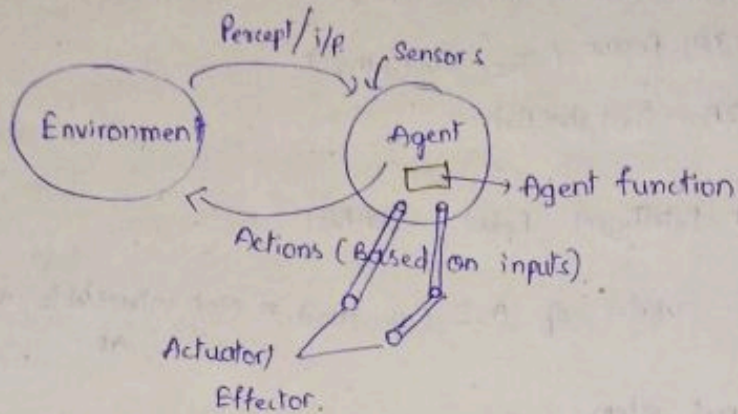 Percept/i/p.
Sensors
Environment
Agent
Agent function
Actions (Based on inputs)
Actuator/
Effector.